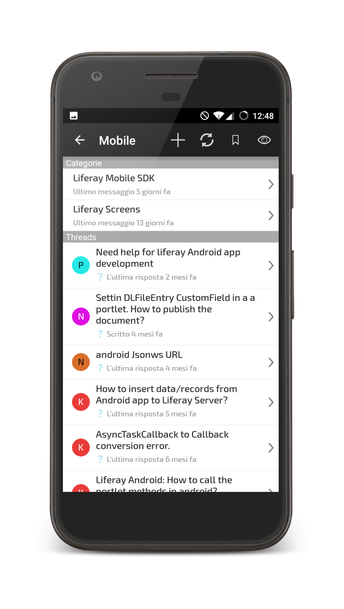 12:48
Mobile
Categorie
Liferay Mobile SDK
Ultimo messaggio 5 giorni fa
Liferay Screens
Ultimo messaggio 13 giorni fa
Threads
P
Need help for liferay Android app
development
? L'ultima risposta 2 mesi fa
N
Settin DLFileEntry CustomField in a a
portlet. How to publish the
document?
? Scritto 4 mesi fa
N
android Jsonws URL
? L'ultima risposta 4 mesi fa
K
How to insert data/records from
Android app to Liferay Server?
? L'ultima risposta 5 mesi fa
K
AsyncTaskCallback to Callback
conversion error.
? L'ultima risposta 6 mesi fa
K
Liferay Android: How to call the
portlet methods in android?